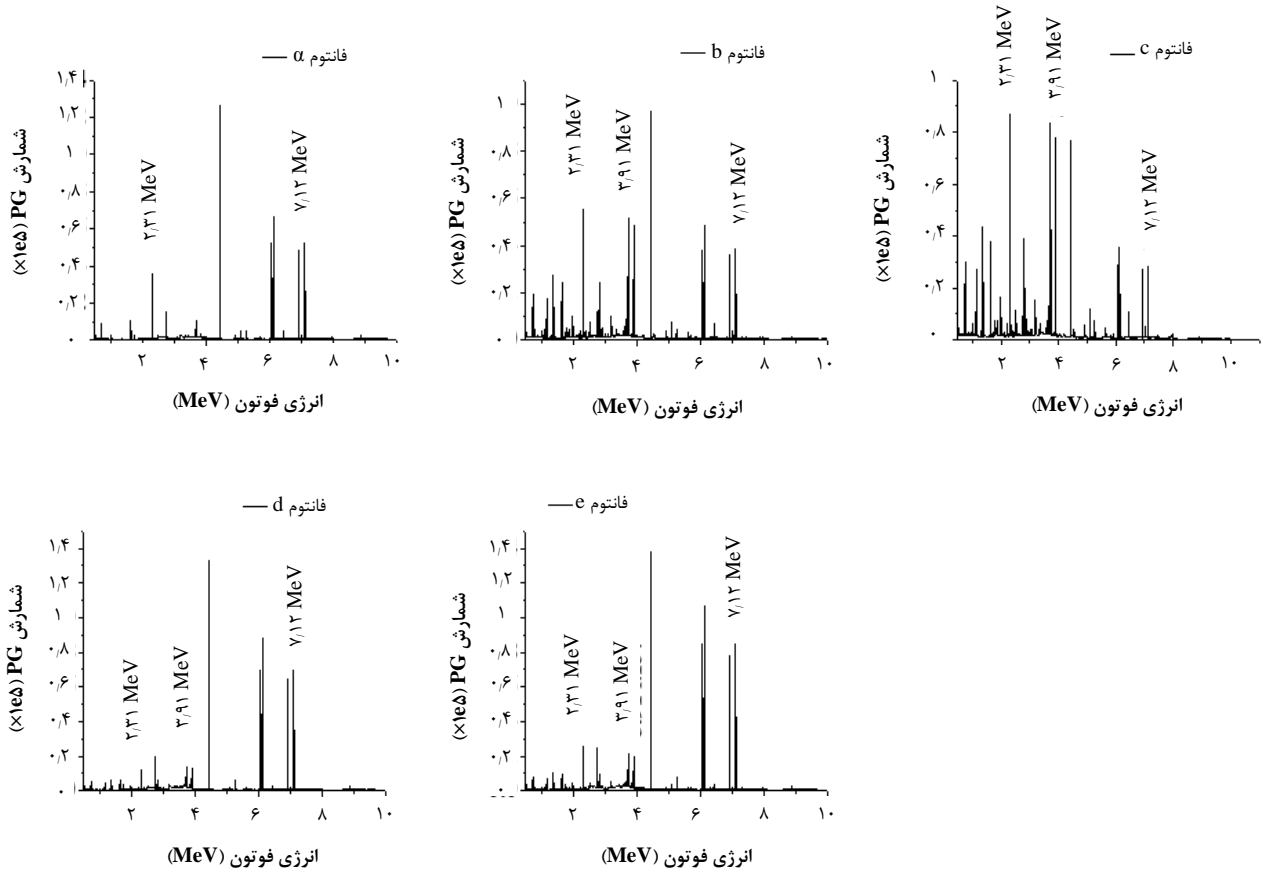 فانتوم α
شمارش PG (×۱e۵)
۱٫۴
۱٫۲
۱
۰٫۸
۰٫۶
۰٫۴
۰٫۲
۰
۲٫۳۱ MeV
۷٫۱۲ MeV
۲ ۴ ۶ ۸ ۱۰
انرژی فوتون (MeV)
فانتوم b
شمارش PG (×۱e۵)
۱
۰٫۸
۰٫۶
۰٫۴
۰٫۲
۰
۲٫۳۱ MeV
۳٫۹۱ MeV
۷٫۱۲ MeV
۲ ۴ ۶ ۸ ۱۰
انرژی فوتون (MeV)
فانتوم c
شمارش PG (×۱e۵)
۱
۰٫۸
۰٫۶
۰٫۴
۰٫۲
۰
۲٫۳۱ MeV
۳٫۹۱ MeV
۷٫۱۲ MeV
۲ ۴ ۶ ۸ ۱۰
انرژی فوتون (MeV)
فانتوم d
شمارش PG (×۱e۵)
۱٫۴
۱٫۲
۱
۰٫۸
۰٫۶
۰٫۴
۰٫۲
۰
۲٫۳۱ MeV
۳٫۹۱ MeV
۷٫۱۲ MeV
۲ ۴ ۶ ۸ ۱۰
انرژی فوتون (MeV)
فانتوم e
شمارش PG (×۱e۵)
۱٫۴
۱٫۲
۱
۰٫۸
۰٫۶
۰٫۴
۰٫۲
۰
۲٫۳۱ MeV
۳٫۹۱ MeV
۷٫۱۲ MeV
۲ ۴ ۶ ۸ ۱۰
انرژی فوتون (MeV)